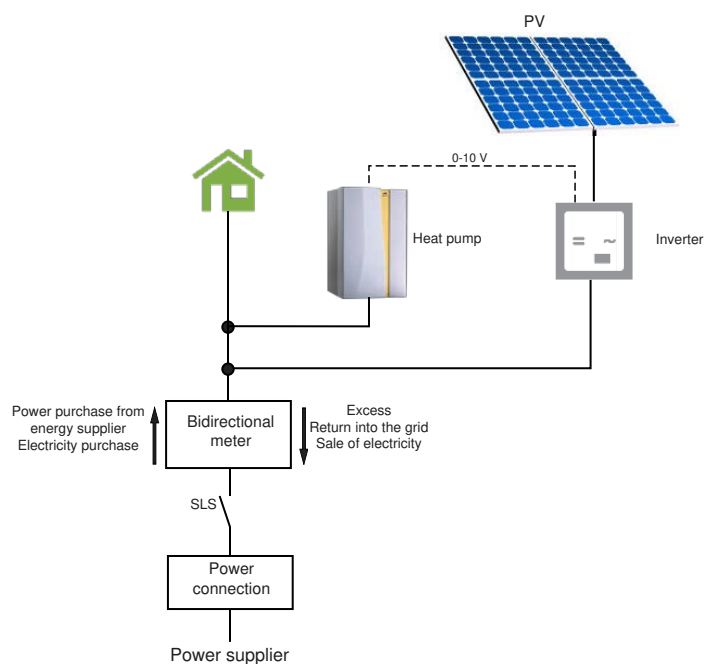 PV
0-10 V
Heat pump
Inverter
Power purchase from
energy supplier
Electricity purchase
Bidirectional
meter
Excess
Return into the grid
Sale of electricity
SLS
Power
connection
Power supplier